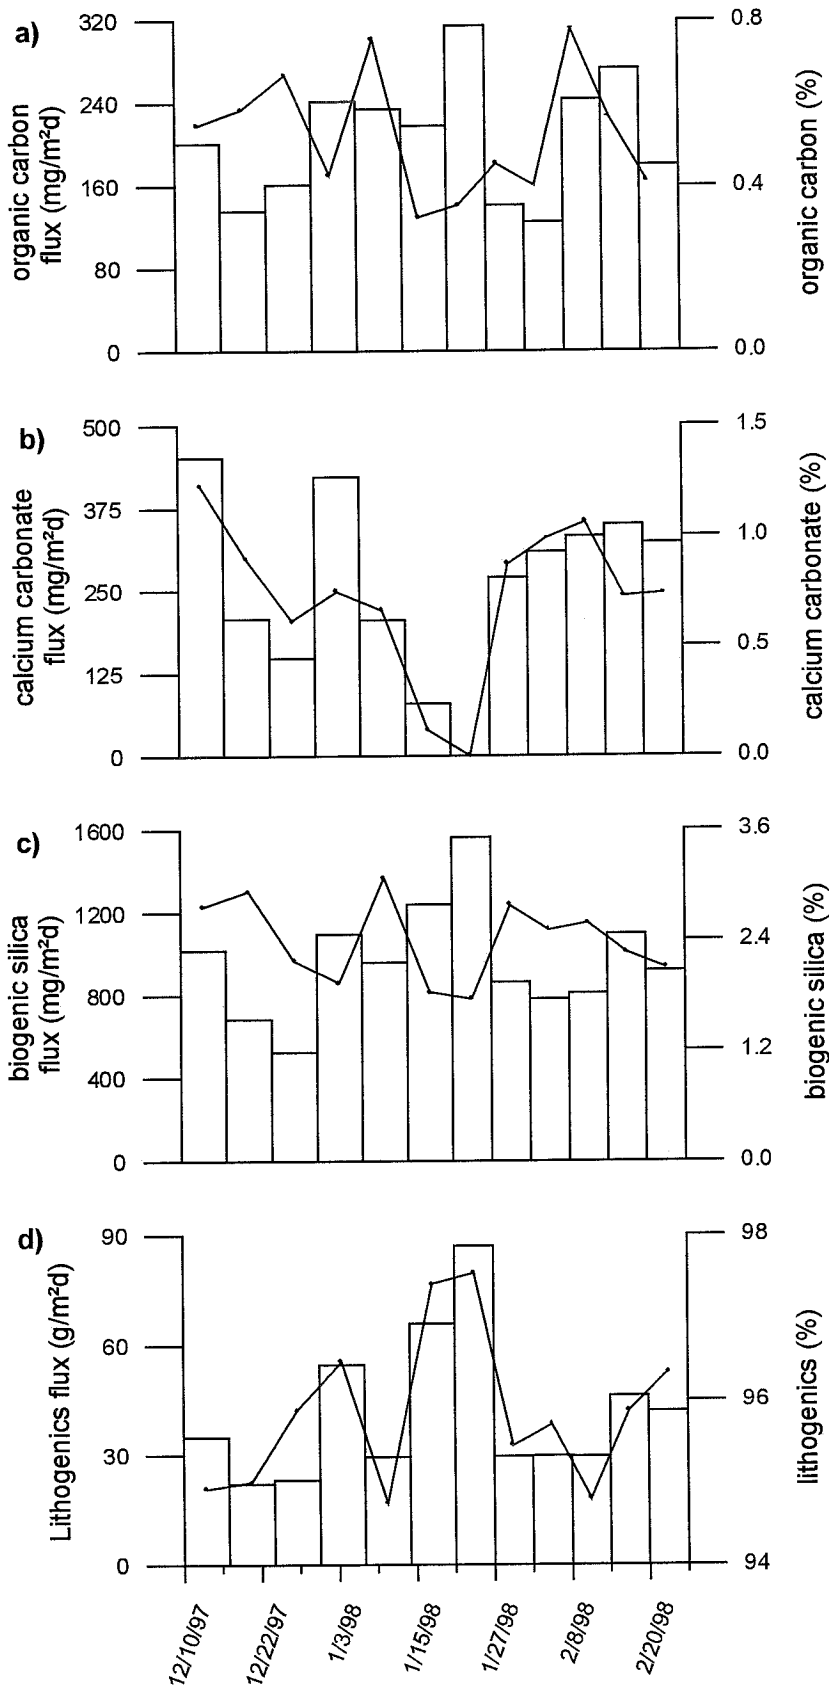 a)
320
240
160
80
0
organic carbon
flux (mg/m²d)
0.8
0.4
0.0
organic carbon (%)
b)
500
375
250
125
0
calcium carbonate
flux (mg/m²d)
1.5
1.0
0.5
0.0
calcium carbonate (%)
c)
1600
1200
800
400
0
biogenic silica
flux (mg/m²d)
3.6
2.4
1.2
0.0
biogenic silica (%)
d)
90
60
30
0
Lithogenics flux (g/m²d)
98
96
94
lithogenics (%)
12/10/97
12/22/97
1/3/98
1/15/98
1/27/98
2/8/98
2/20/98